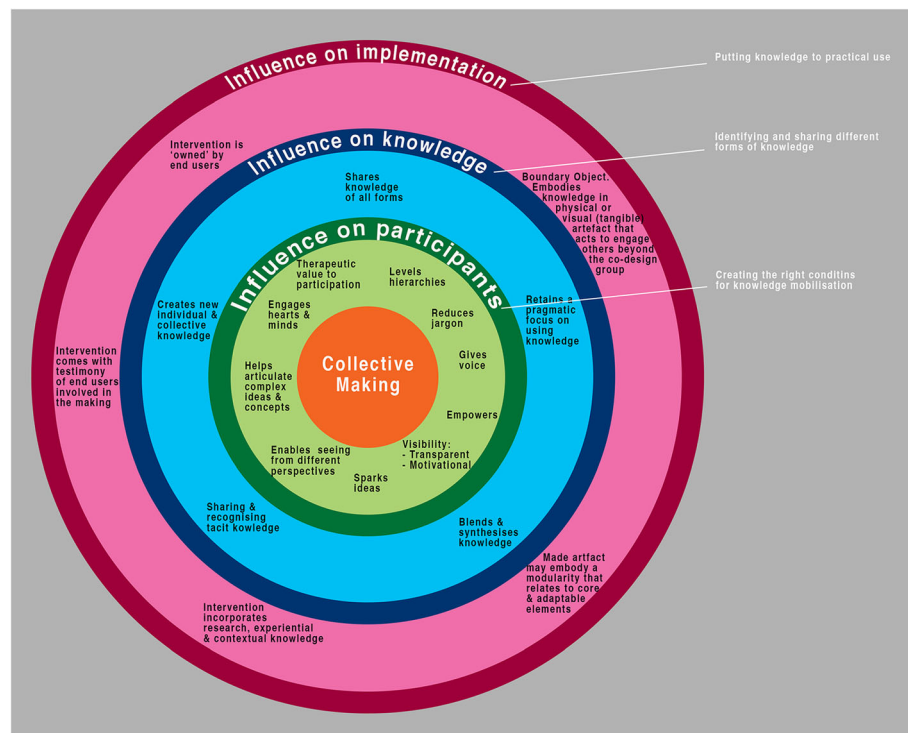 Influence on implementation
Putting knowledge to practical use
Influence on knowledge
Identifying and sharing different
forms of knowledge
Influence on participants
Creating the right conditins
for knowledge mobilisation
Intervention is
‘owned’ by
end users
Boundary Object.
Embodies
knowledge in
physical or
visual (tangible)
artefact that
acts to engage
others beyond
the co-design
group
Intervention
comes with
testimony
of end users
involved in
the making
Made artfact
may embody a
modularity that
relates to core
& adaptable
elements
Intervention
incorporates
research, experiential
& contextual knowledge
Shares
knowledge
of all forms
Creates new
individual &
collective
knowledge
Retains a
pragmatic
focus on
using
knowledge
Sharing &
recognising
tacit kowledge
Blends &
synthesises
knowledge
Therapeutic
value to
participation
Levels
hierarchies
Engages
hearts &
minds
Reduces
jargon
Helps
articulate
complex
ideas &
concepts
Gives
voice
Empowers
Enables seeing
from different
perspectives
Visibility:
- Transparent
- Motivational
Sparks
ideas
Collective
Making